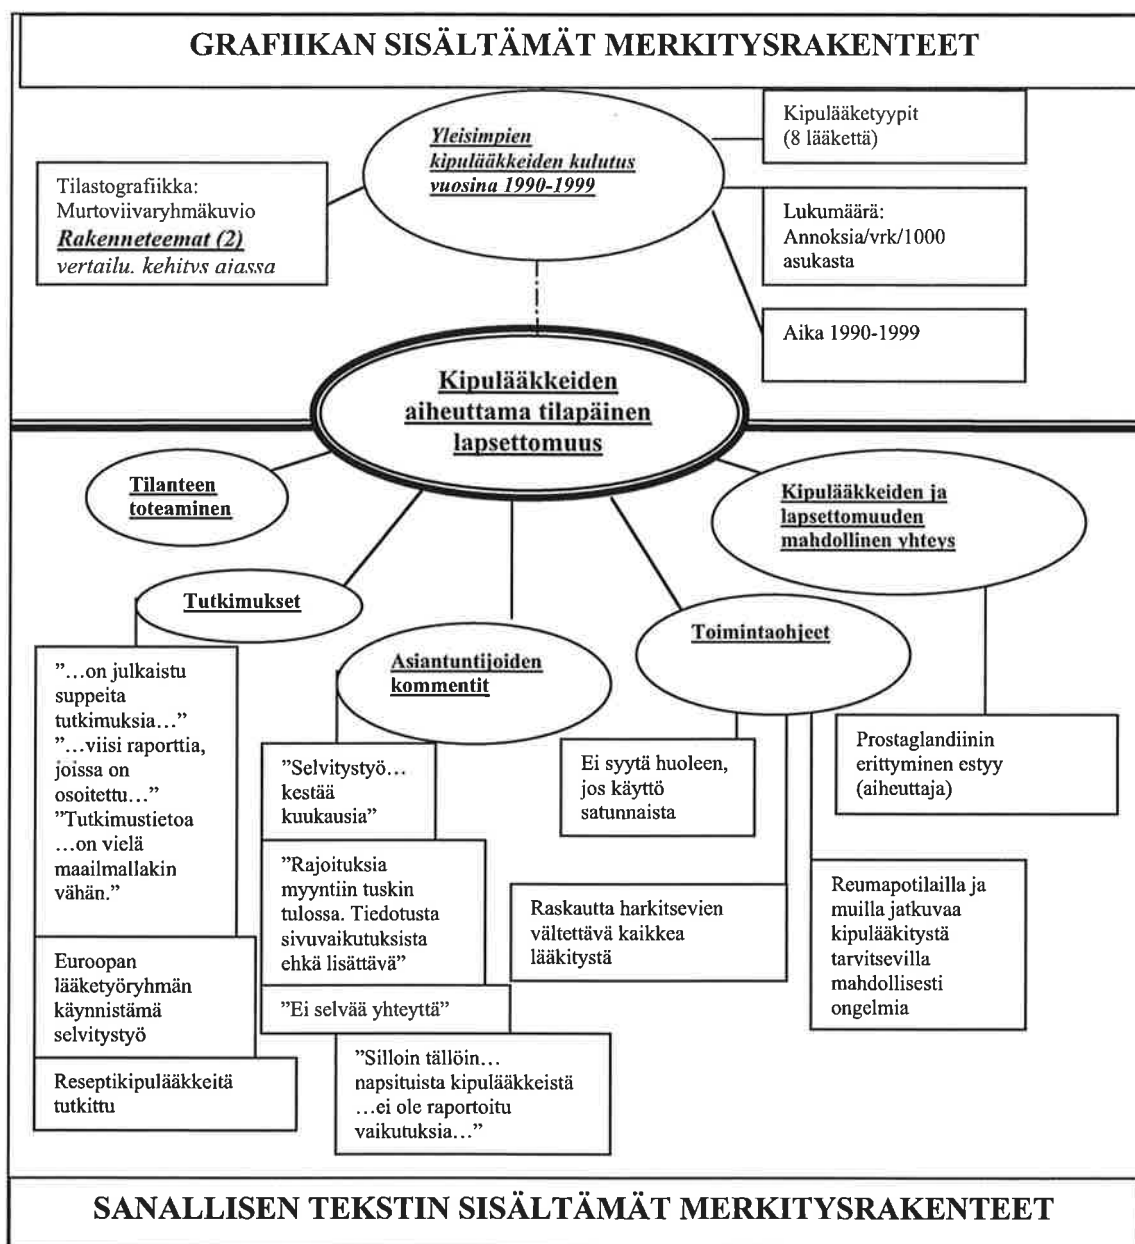 GRAFIIKAN SISÄLTÄMÄT MERKITYSRAKENTEET
Yleisimpien
kipulääkkeiden kulutus
vuosina 1990-1999
Kipulääketyypit
(8 lääkettä)
Tilastografiikka:
Murtoviivaryhmäkuvio
Rakenneteemat (2)
vertailu. kehitys ajassa
Lukumäärä:
Annoksia/vrk/1000
asukasta
Aika 1990-1999
Kipulääkkeiden
aiheuttama tilapäinen
lapsettomuus
Tilanteen
toteaminen
Kipulääkkeiden ja
lapsettomuuden
mahdollinen yhteys
Tutkimukset
Toimintaohjeet
Asiantuntijoiden
kommentit
”…on julkaistu
suppeita
tutkimuksia…”
”…viisi raporttia,
joissa on
osoitettu…”
”Tutkimustietoa
…on vielä
maailmallakin
vähän.”
Euroopan
lääketyöryhmän
käynnistämä
selvitystyö
Reseptikipulääkkeitä
tutkittu
”Selvitystyö…
kestää
kuukausia”
”Rajoituksia
myyntiin tuskin
tulossa. Tiedotusta
sivuvaikutuksista
ehkä lisättävä”
”Ei selvää yhteyttä”
”Silloin tällöin…
napsituista kipulääkkeistä
…ei ole raportoitu
vaikutuksia…”
Ei syytä huoleen,
jos käyttö
satunnaista
Raskautta harkitsevien
vältettävä kaikkea
lääkitystä
Reumapotilailla ja
muilla jatkuvaa
kipulääkitystä
tarvitsevilla
mahdollisesti
ongelmia
Prostaglandiinin
erittyminen estyy
(aiheuttaja)
SANALLISEN TEKSTIN SISÄLTÄMÄT MERKITYSRAKENTEET